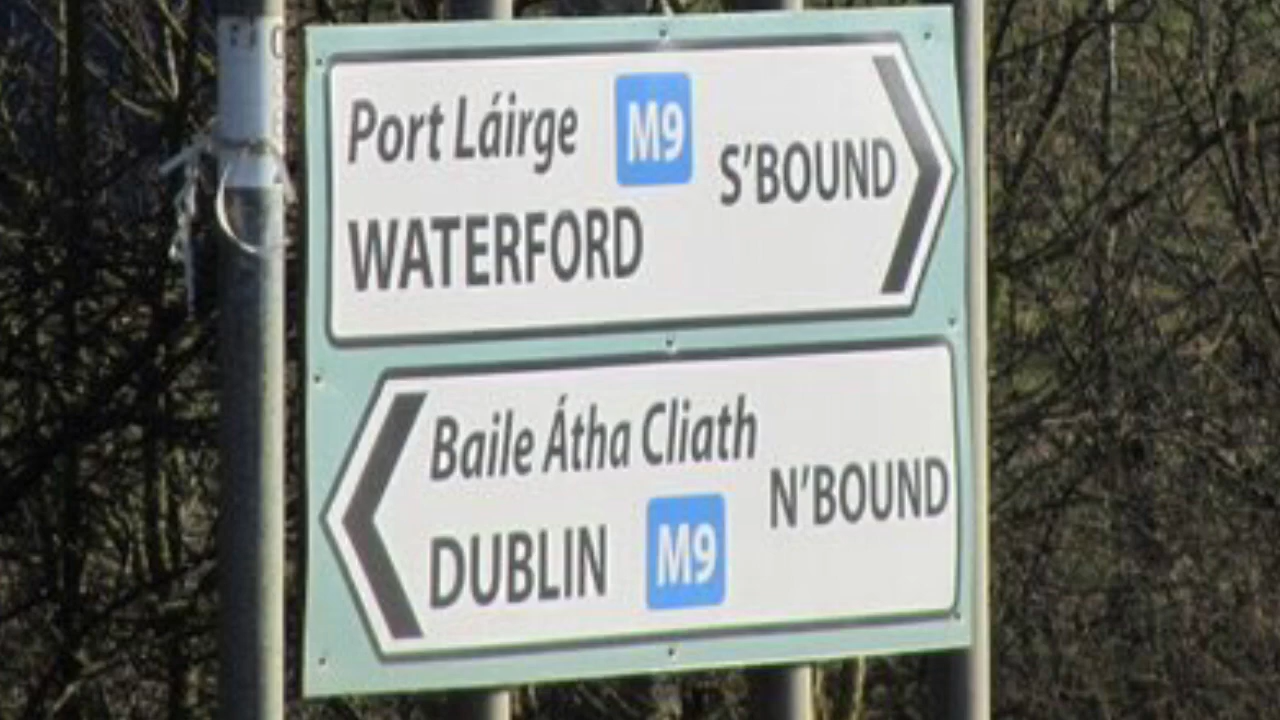 Port Láirge M9 S'BOUND
WATERFORD
Baile Átha Cliath N'BOUND
DUBLIN M9